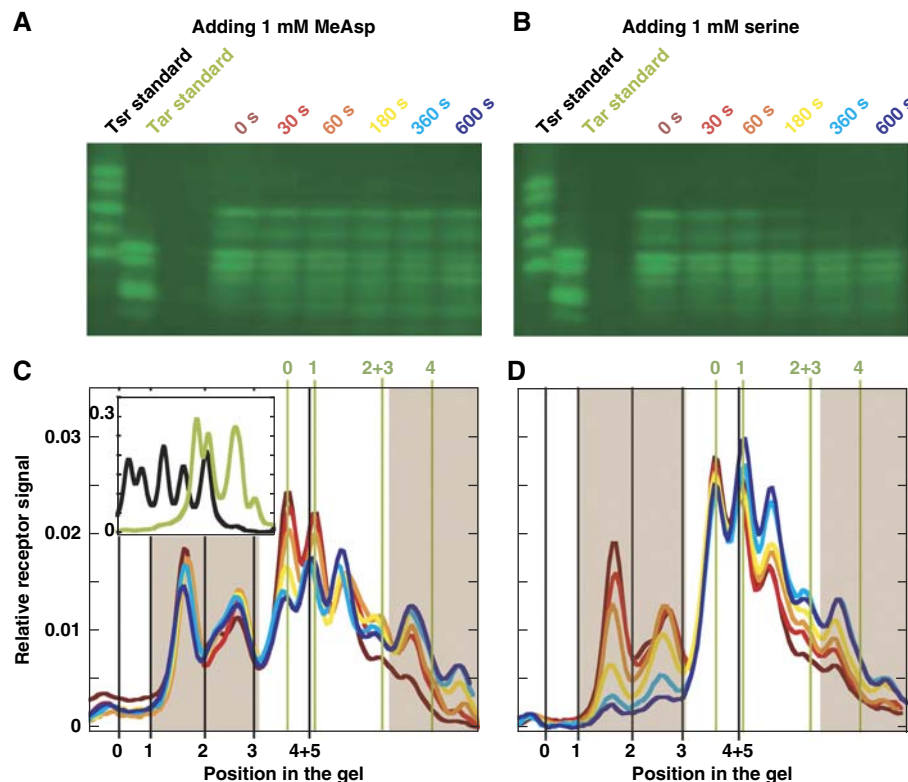 A Adding 1 mM MeAsp
Tsr standard
Tar standard
0 s
30 s
60 s
180 s
360 s
600 s
B Adding 1 mM serine
Tsr standard
Tar standard
0 s
30 s
60 s
180 s
360 s
600 s
C
0 1 2+3 4
Relative receptor signal
0.03
0.02
0.01
0
0.3
0
0 1 2 3 4+5
Position in the gel
D
0 1 2+3 4
0 1 2 3 4+5
Position in the gel